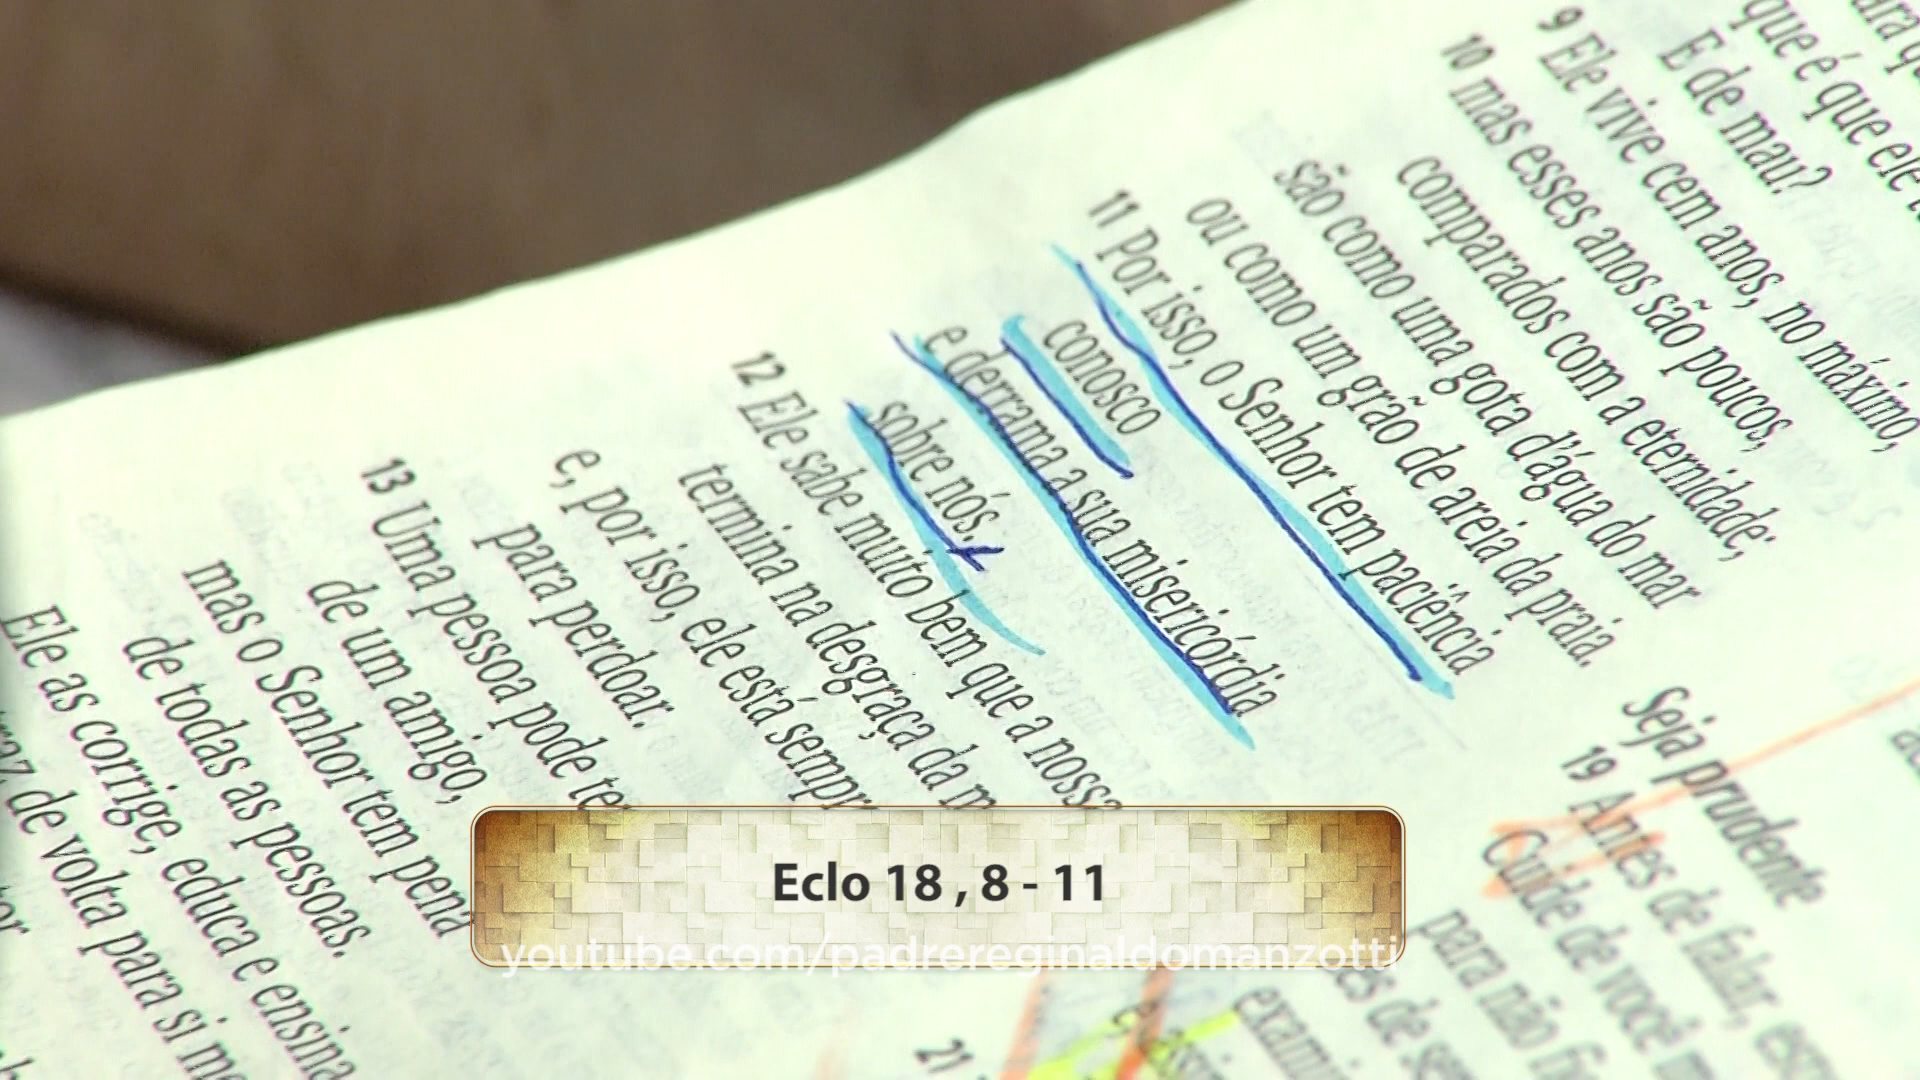 que é que ele
E de mau?
9 Ele vive cem anos, no máximo,
10 mas esses anos são poucos,
comparados com a eternidade;
são como uma gota d'água do mar
ou como um grão de areia da praia.
11 Por isso, o Senhor tem paciência
conosco
e derrama a sua misericórdia
sobre nós.
12 Ele sabe muito bem que a nossa
termina na desgraça da
e, por isso, ele está
para perdoar.
13 Uma pessoa pode
de um amigo,
mas o Senhor tem pena
de todas as pessoas.
Ele as corrige, educa e ensina
de volta para si
Seja prudente
19 Antes de falar,
Cuide de você
para não
21
Eclo 18 , 8 - 11
youtube.com/padrereginaldomanzotti